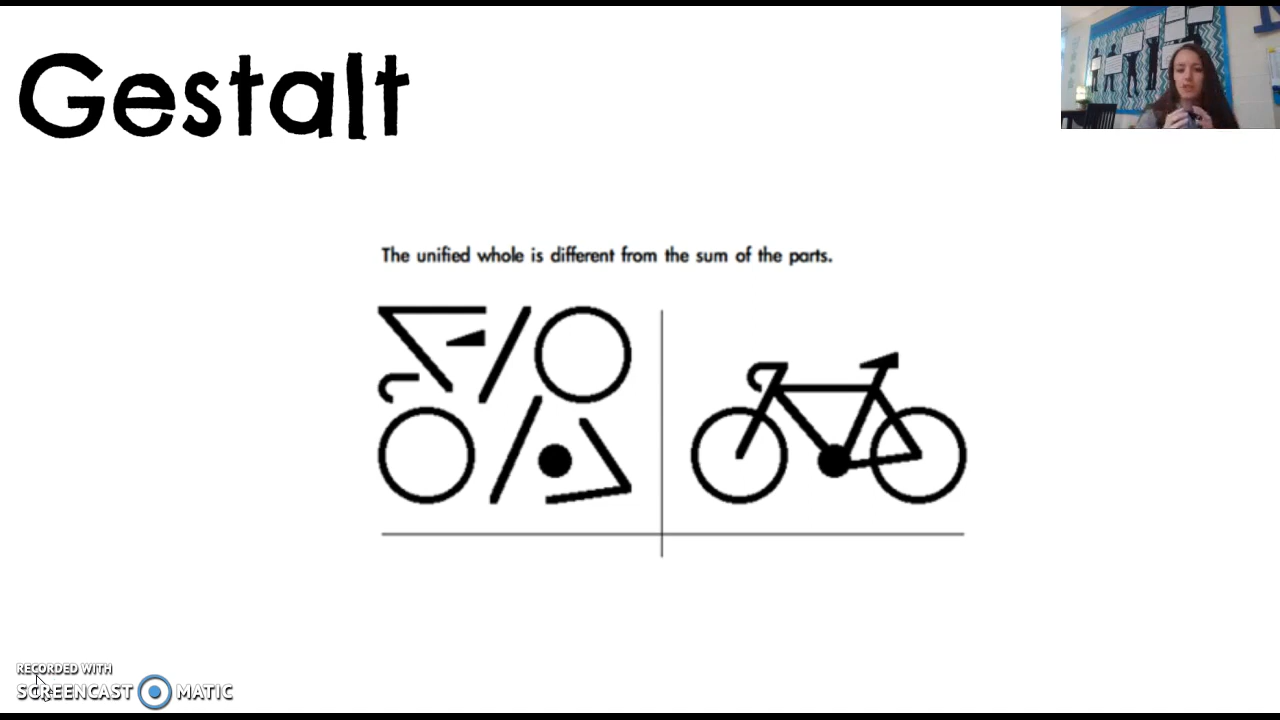 Gestalt
The unified whole is different from the sum of the parts.
RECORDED WITH
SCREENCAST MATIC